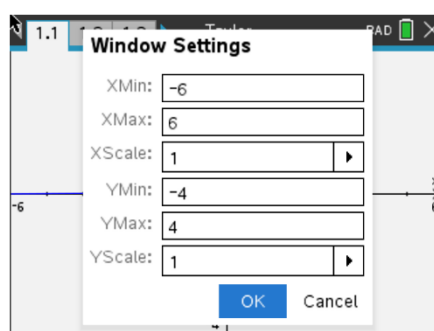 1.1 RAD
Window Settings
XMin: -6
XMax: 6
XScale: 1
YMin: -4
YMax: 4
YScale: 1
OK Cancel
-6